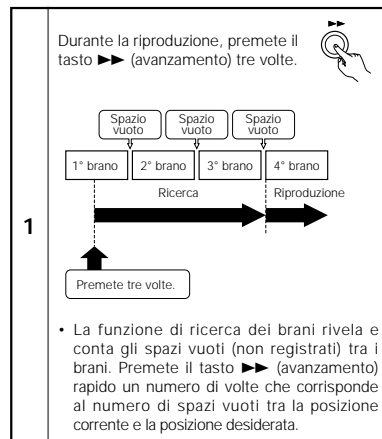 ►►
Durante la riproduzione, premete il
tasto ►► (avanzamento) tre volte.
Spazio vuoto
Spazio vuoto
Spazio vuoto
1° brano
2° brano
3° brano
4° brano
Ricerca
Riproduzione
1
Premete tre volte.
• La funzione di ricerca dei brani rivela e
conta gli spazi vuoti (non registrati) tra i
brani. Premete il tasto ►► (avanzamento)
rapido un numero di volte che corrisponde
al numero di spazi vuoti tra la posizione
corrente e la posizione desiderata.